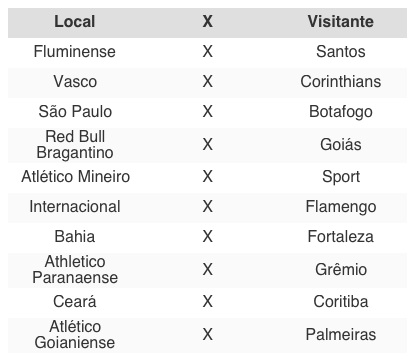 Local X Visitante
Fluminense X Santos
Vasco X Corinthians
São Paulo X Botafogo
Red Bull
Bragantino X Goiás
Atlético Mineiro X Sport
Internacional X Flamengo
Bahia X Fortaleza
Athletico
Paranaense X Grêmio
Ceará X Coritiba
Atlético
Goianiense X Palmeiras